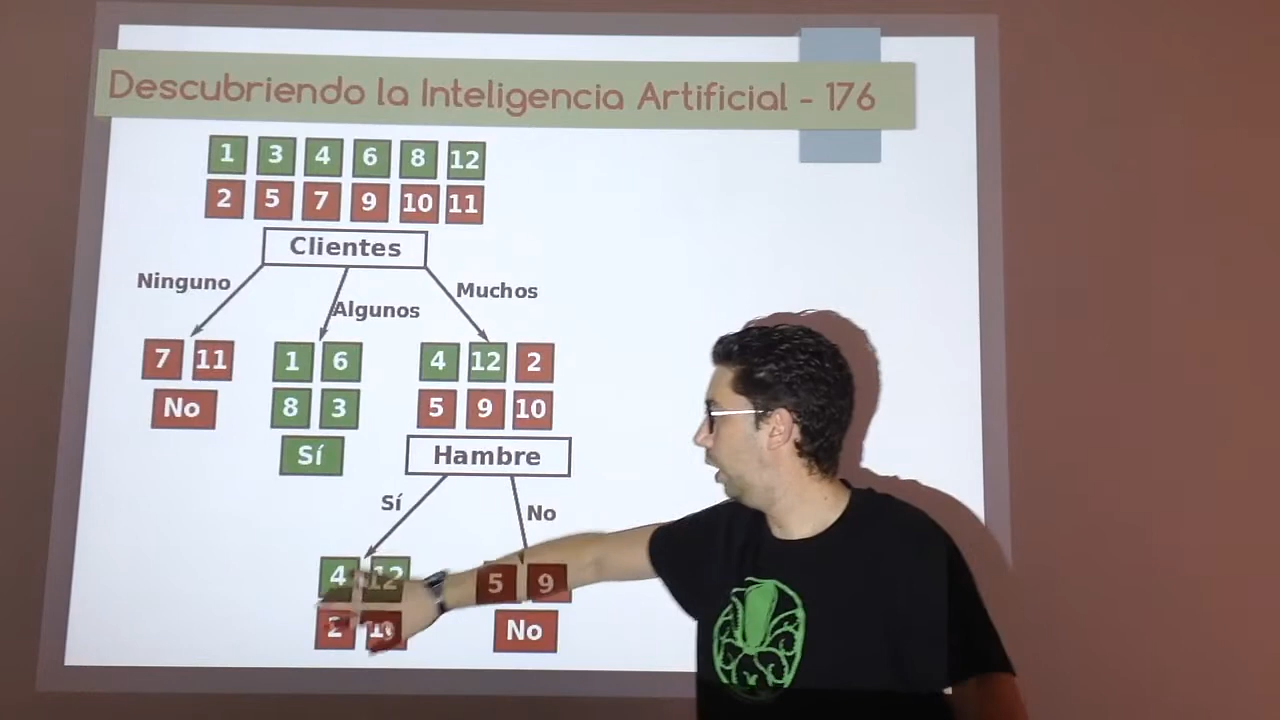 Descubriendo la Inteligencia Artificial - 176
1 3 4 6 8 12
2 5 7 9 10 11
Clientes
Ninguno
Algunos
Muchos
7 11
1 6
4 12 2
No
8 3
5 9 10
Sí
Hambre
Sí
No
4 12
5 9
2 10
No